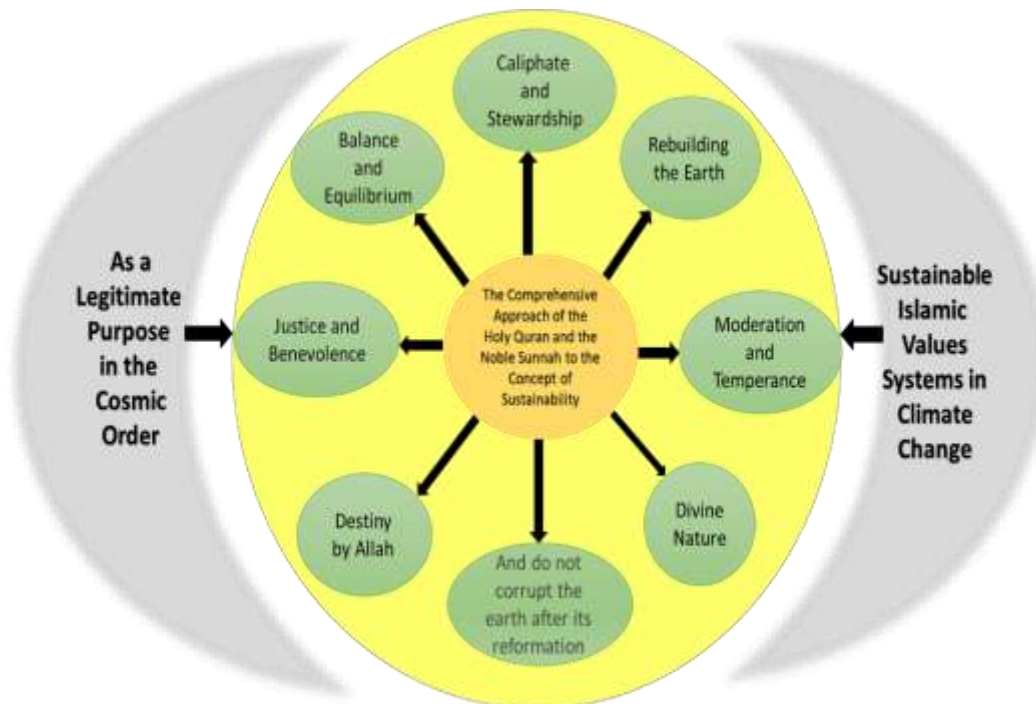 Caliphate
and
Stewardship
Balance
and
Equilibrium
Rebuilding
the Earth
As a
Legitimate
Purpose
in the
Cosmic
Order
Justice and
Benevolence
The Comprehensive
Approach of the
Holy Quran and the
Noble Sunnah to the
Concept of
Sustainability
Moderation
and
Temperance
Sustainable
Islamic
Values
Systems in
Climate
Change
Destiny
by Allah
And do not
corrupt the
earth after its
reformation
Divine
Nature